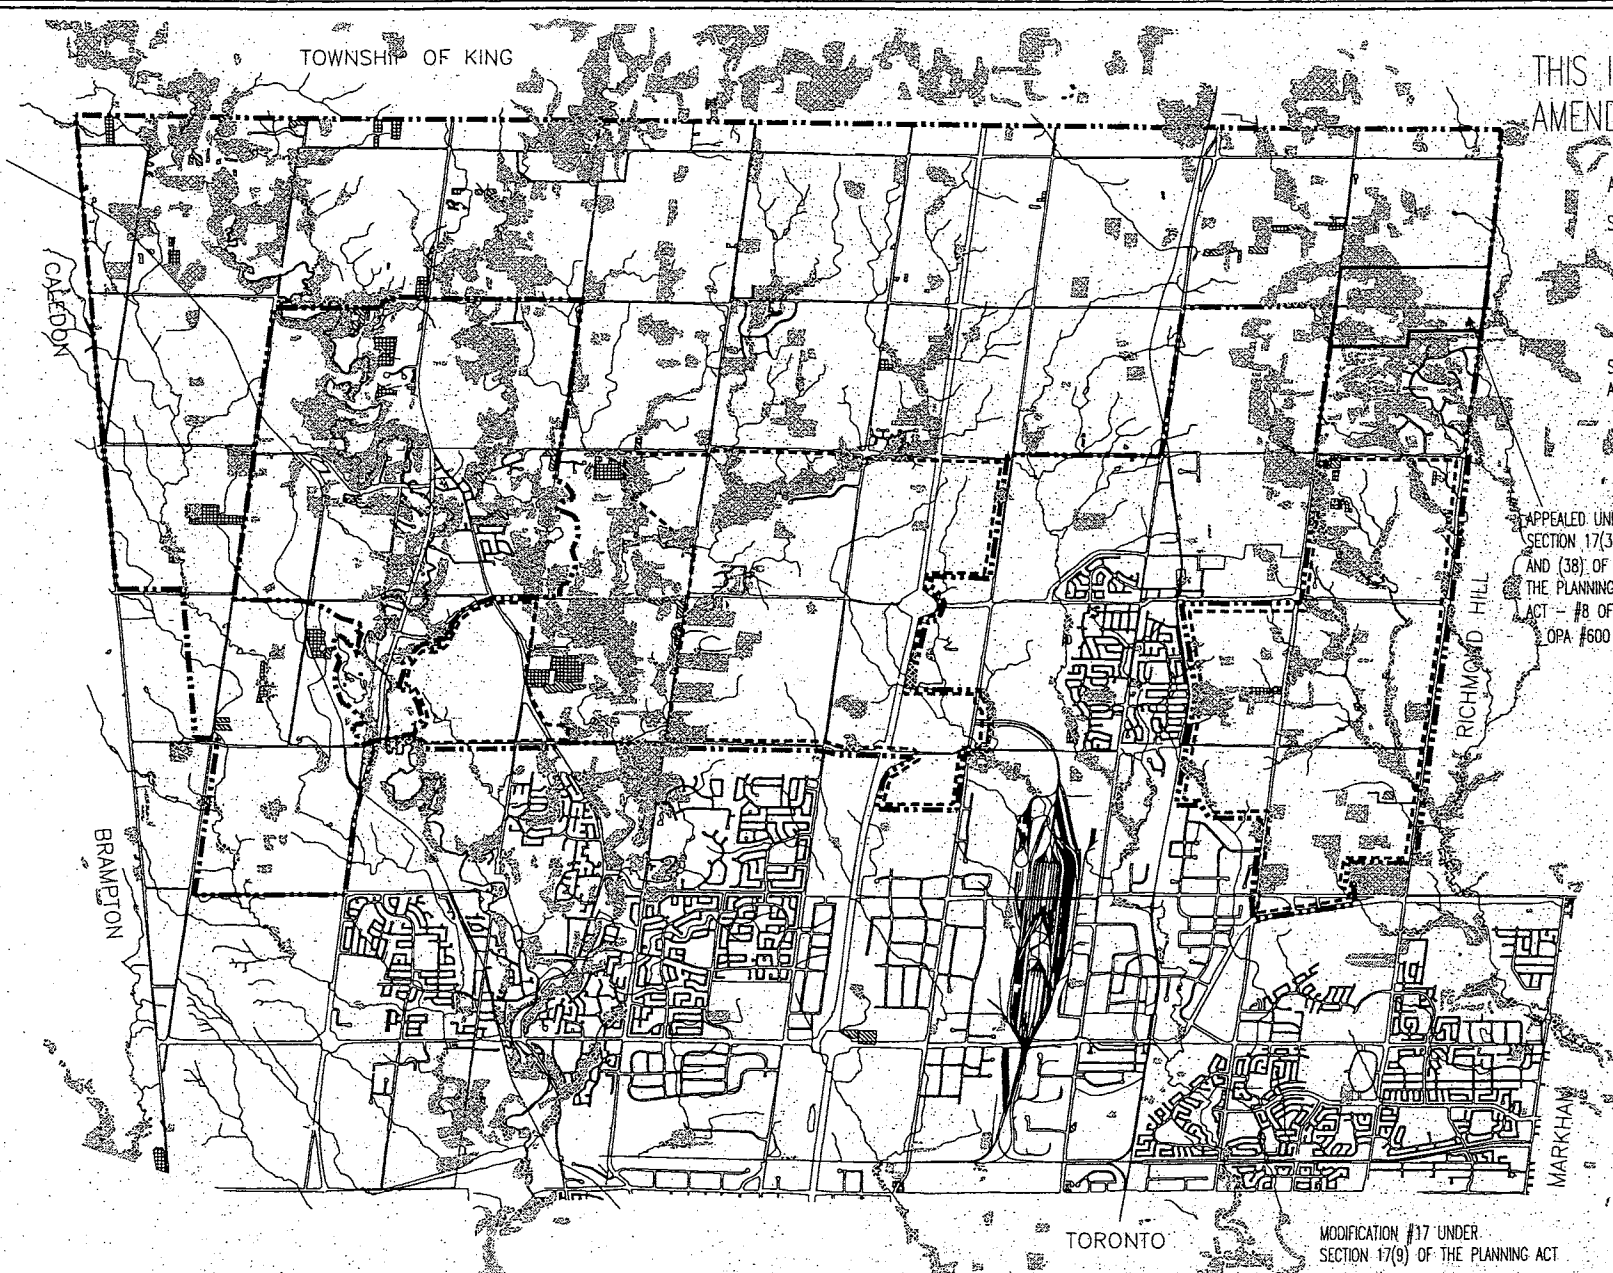 TOWNSHIP OF KING
THIS
AMEND
CALEDON
APPEALED UN
SECTION 17(3
AND (38) OF
THE PLANNING
ACT - #8 OF
OPA #600
RICHMOND HILL
BRAMPTON
MARKHAM
TORONTO
MODIFICATION #17 UNDER
SECTION 17(9) OF THE PLANNING ACT